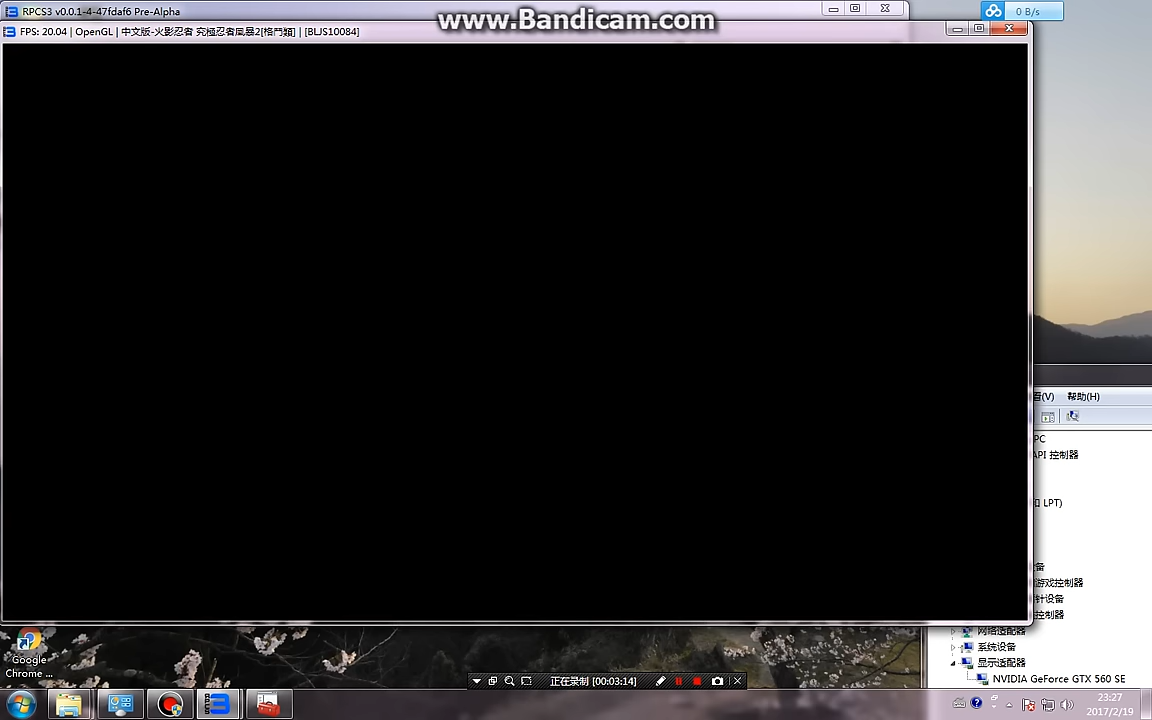 RPCS3 v0.0.1-4-47fdaf6 Pre-Alpha
www.Bandicam.com
0 B/s
FPS: 20.04 | OpenGL | 中文版-火影忍者 究極忍者風暴2[格鬥類] | [BLJS10084]
看(V) 帮助(H)
PC
API 控制器
和 LPT)
备
游戏控制器
针设备
控制器
网络适配器
系统设备
显示适配器
NVIDIA GeForce GTX 560 SE
Google
Chrome ...
正在录制 [00:03:14]
23:27
2017/2/19